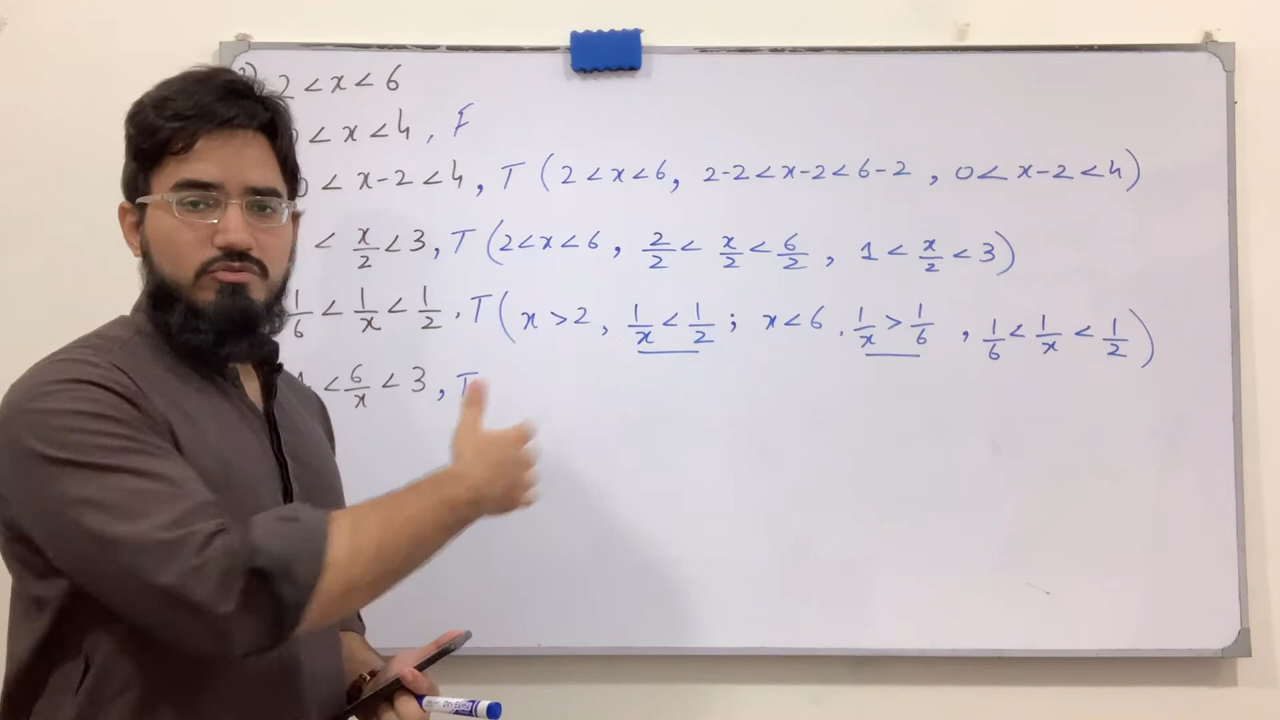 2 < x < 6
< x < 4 , F
0 < x-2 < 4 , T ( 2 < x < 6 , 2-2 < x-2 < 6-2 , 0 < x-2 < 4 )
< x/2 < 3 , T ( 2 < x < 6 , 2/2 < x/2 < 6/2 , 1 < x/2 < 3 )
1/6 < 1/x < 1/2 . T ( x > 2 , 1/x < 1/2 ; x < 6 . 1/x > 1/6 , 1/6 < 1/x < 1/2 )
< 6/x < 3 , T